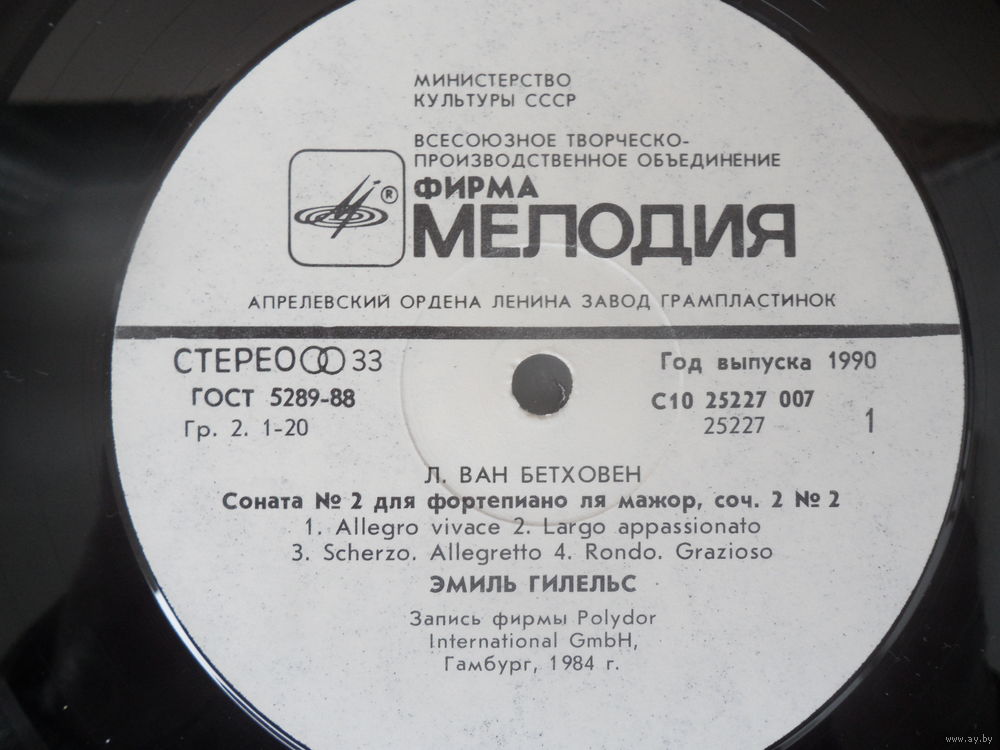 МИНИСТЕРСТВО
КУЛЬТУРЫ СССР
ВСЕСОЮЗНОЕ ТВОРЧЕСКО-
ПРОИЗВОДСТВЕННОЕ ОБЪЕДИНЕНИЕ
ФИРМА
®
МЕЛОДИЯ
АПРЕЛЕВСКИЙ ОРДЕНА ЛЕНИНА ЗАВОД ГРАМПЛАСТИНОК
СТЕРЕО 33
Год выпуска 1990
ГОСТ 5289-88
С10 25227 007
Гр. 2. 1-20
25227
1
Л. ВАН БЕТХОВЕН
Соната № 2 для фортепиано ля мажор, соч. 2 № 2
1. Allegro vivace 2. Largo appassionato
3. Scherzo. Allegretto 4. Rondo. Grazioso
ЭМИЛЬ ГИЛЕЛЬС
Запись фирмы Polydor
International GmbH,
Гамбург, 1984 г.
www.ay.by